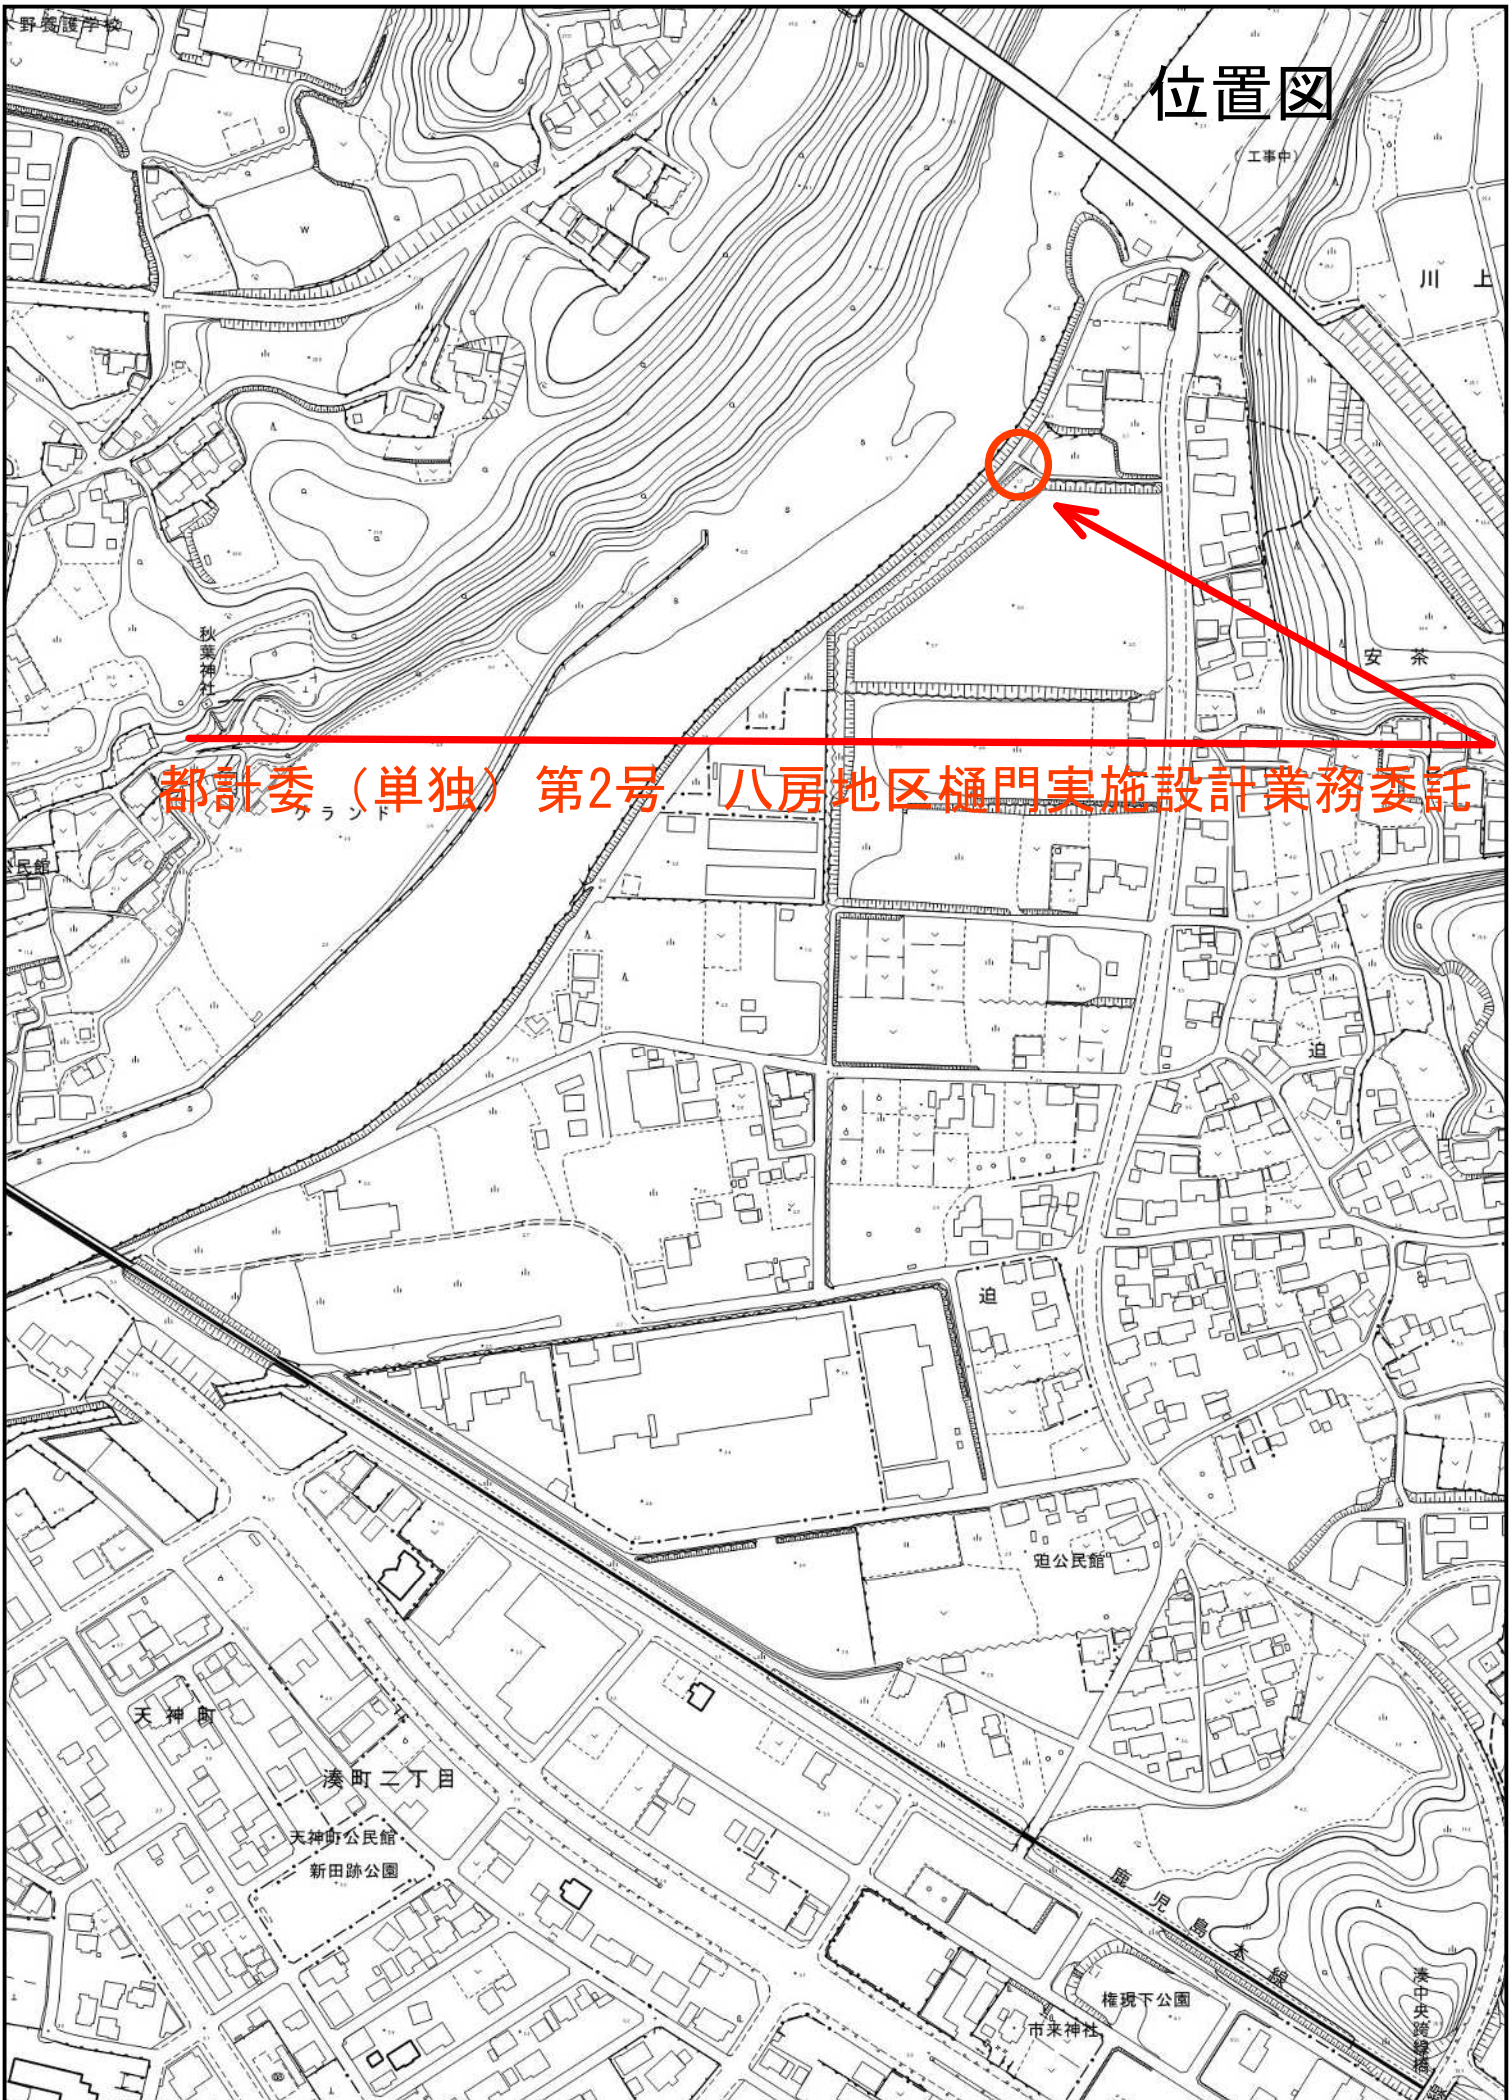 野養護学校
位置図
（工事中）
川上
秋葉神社
安茶
都計委（単独）第2号　八房地区樋門実施設計業務委託
グランド
公民館
迫
迫
迫公民館
天神町
湊町二丁目
天神町公民館
新田跡公園
鹿児島本線
権現下公園
市来神社
湊中央跨線橋